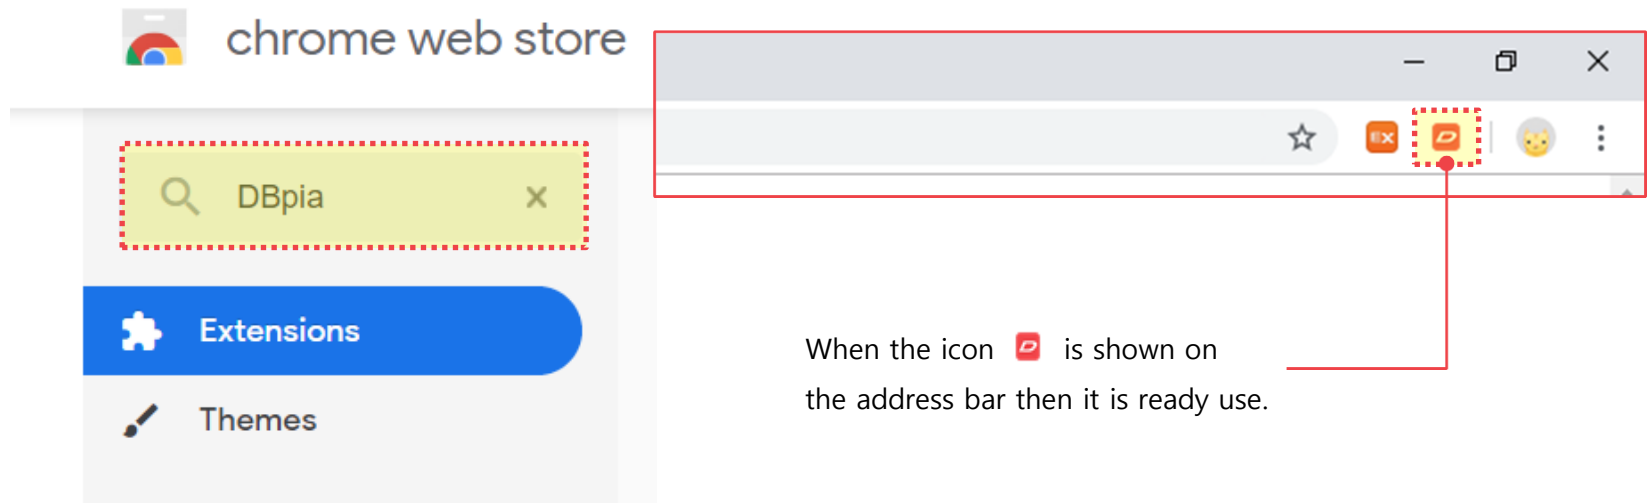 chrome web store
DBpia
Extensions
Themes
EX
When the icon is shown on
the address bar then it is ready use.